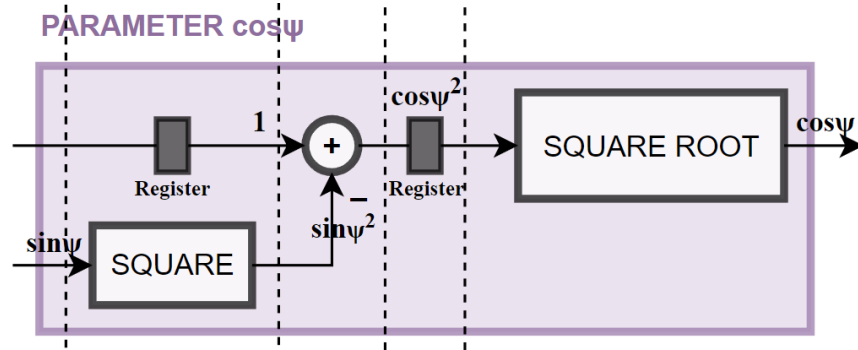 PARAMETER cosψ
cosψ²
1
cosψ
+
SQUARE ROOT
Register
Register
−
sinψ²
sinψ
SQUARE